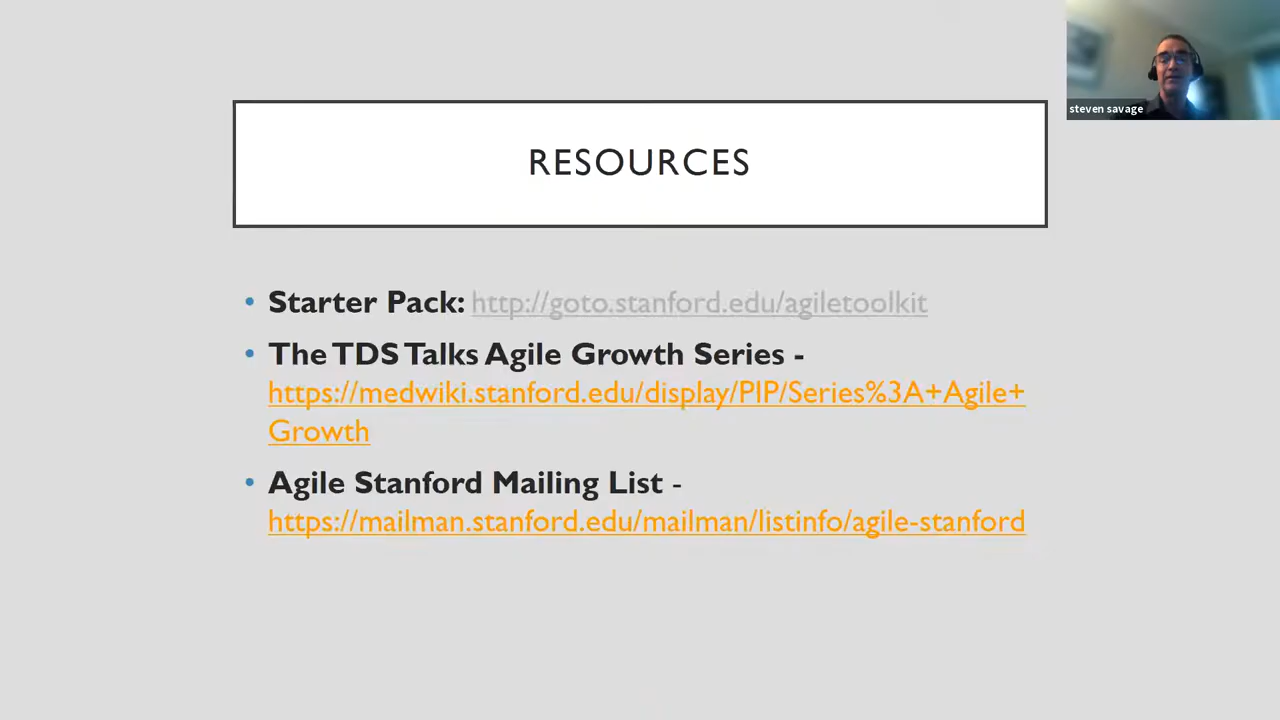 steven savage
RESOURCES
• Starter Pack: http://goto.stanford.edu/agiletoolkit
• The TDS Talks Agile Growth Series -
https://medwiki.stanford.edu/display/PIP/Series%3A+Agile+
Growth
• Agile Stanford Mailing List -
https://mailman.stanford.edu/mailman/listinfo/agile-stanford